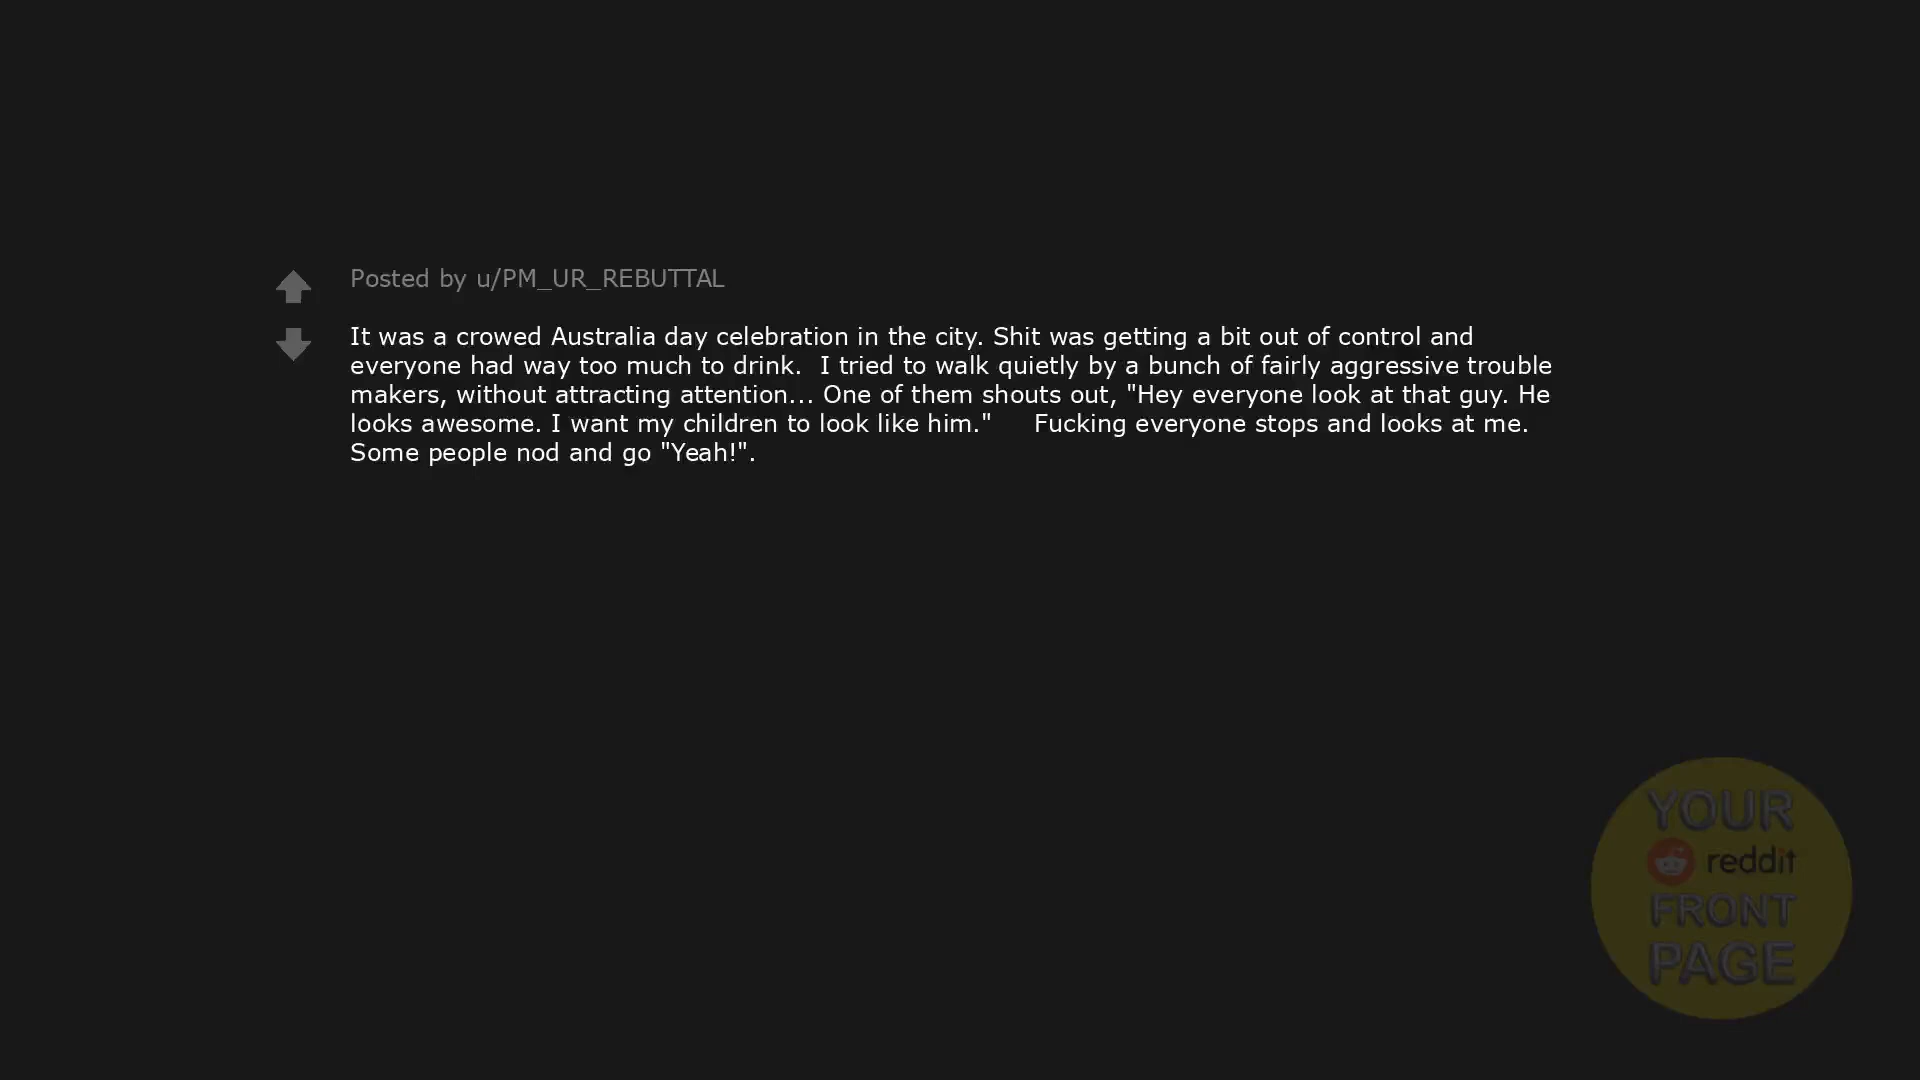 Posted by u/PM_UR_REBUTTAL
It was a crowed Australia day celebration in the city. Shit was getting a bit out of control and
everyone had way too much to drink.  I tried to walk quietly by a bunch of fairly aggressive trouble
makers, without attracting attention... One of them shouts out, "Hey everyone look at that guy. He
looks awesome. I want my children to look like him."     Fucking everyone stops and looks at me.
Some people nod and go "Yeah!".
YOUR
reddit
FRONT
PAGE